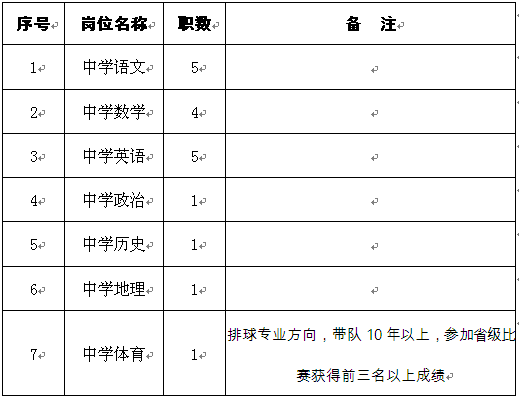 序号 岗位名称 职数 备 注
1 中学语文 5
2 中学数学 4
3 中学英语 5
4 中学政治 1
5 中学历史 1
6 中学地理 1
7 中学体育 1 排球专业方向，带队 10 年以上，参加省级比
赛获得前三名以上成绩